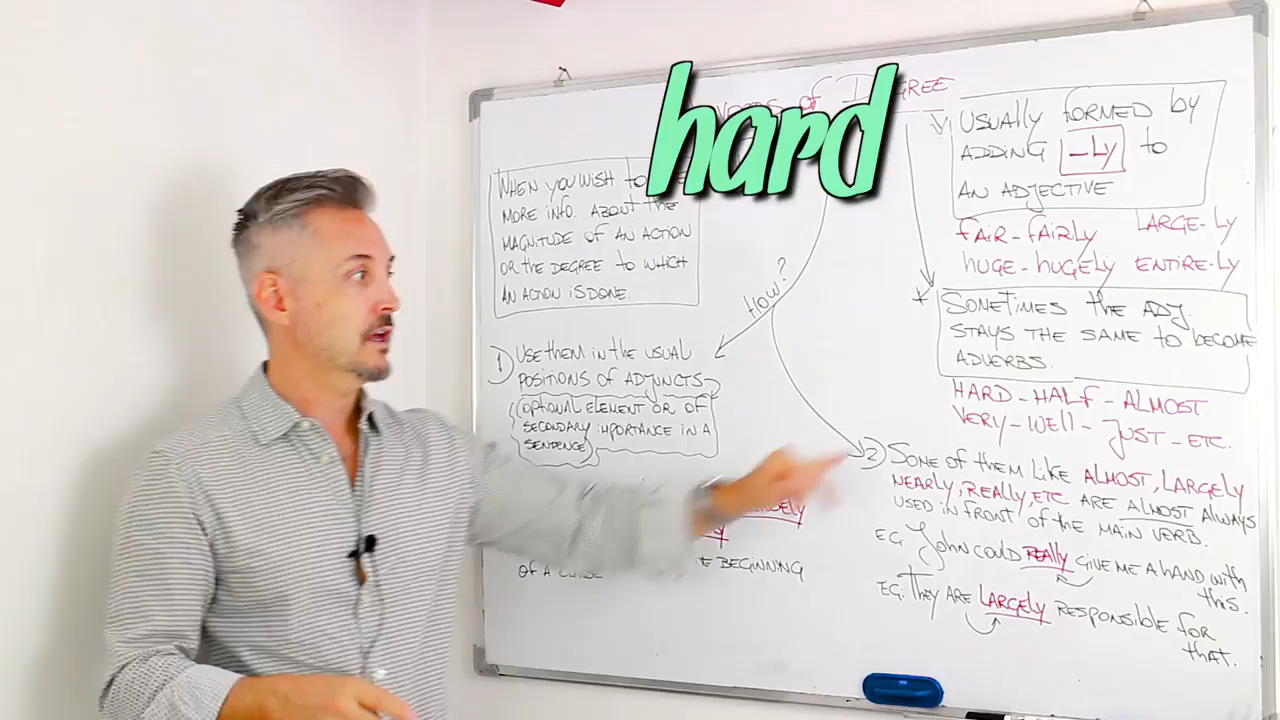 hard
of DEGREE
WHEN YOU WISH TO
MORE INFO. ABOUT THE
MAGNITUDE OF AN ACTION
OR THE DEGREE TO WHICH
AN ACTION IS DONE.
HOW?
1) USE THEM IN THE USUAL
POSITIONS OF ADJUNCTS
(OPTIONAL ELEMENT OR OF
SECONDARY IMPORTANCE IN A
SENTENCE)
BEGINNING
OF A
USUALLY FORMED BY
ADDING -LY TO
AN ADJECTIVE
FAIR-FAIRLY LARGE-LY
HUGE-HUGELY ENTIRE-LY
* SOMETIMES THE ADJ.
STAYS THE SAME TO BECOME
ADVERBS.
HARD-HALF-ALMOST
VERY-WELL-JUST-ETC.
2) SOME OF THEM LIKE ALMOST, LARGELY
NEARLY, REALLY, ETC ARE ALMOST ALWAYS
USED IN FRONT OF THE MAIN VERB.
EG: JOHN COULD REALLY GIVE ME A HAND WITH
THIS.
EG: THEY ARE LARGELY RESPONSIBLE FOR
THAT.